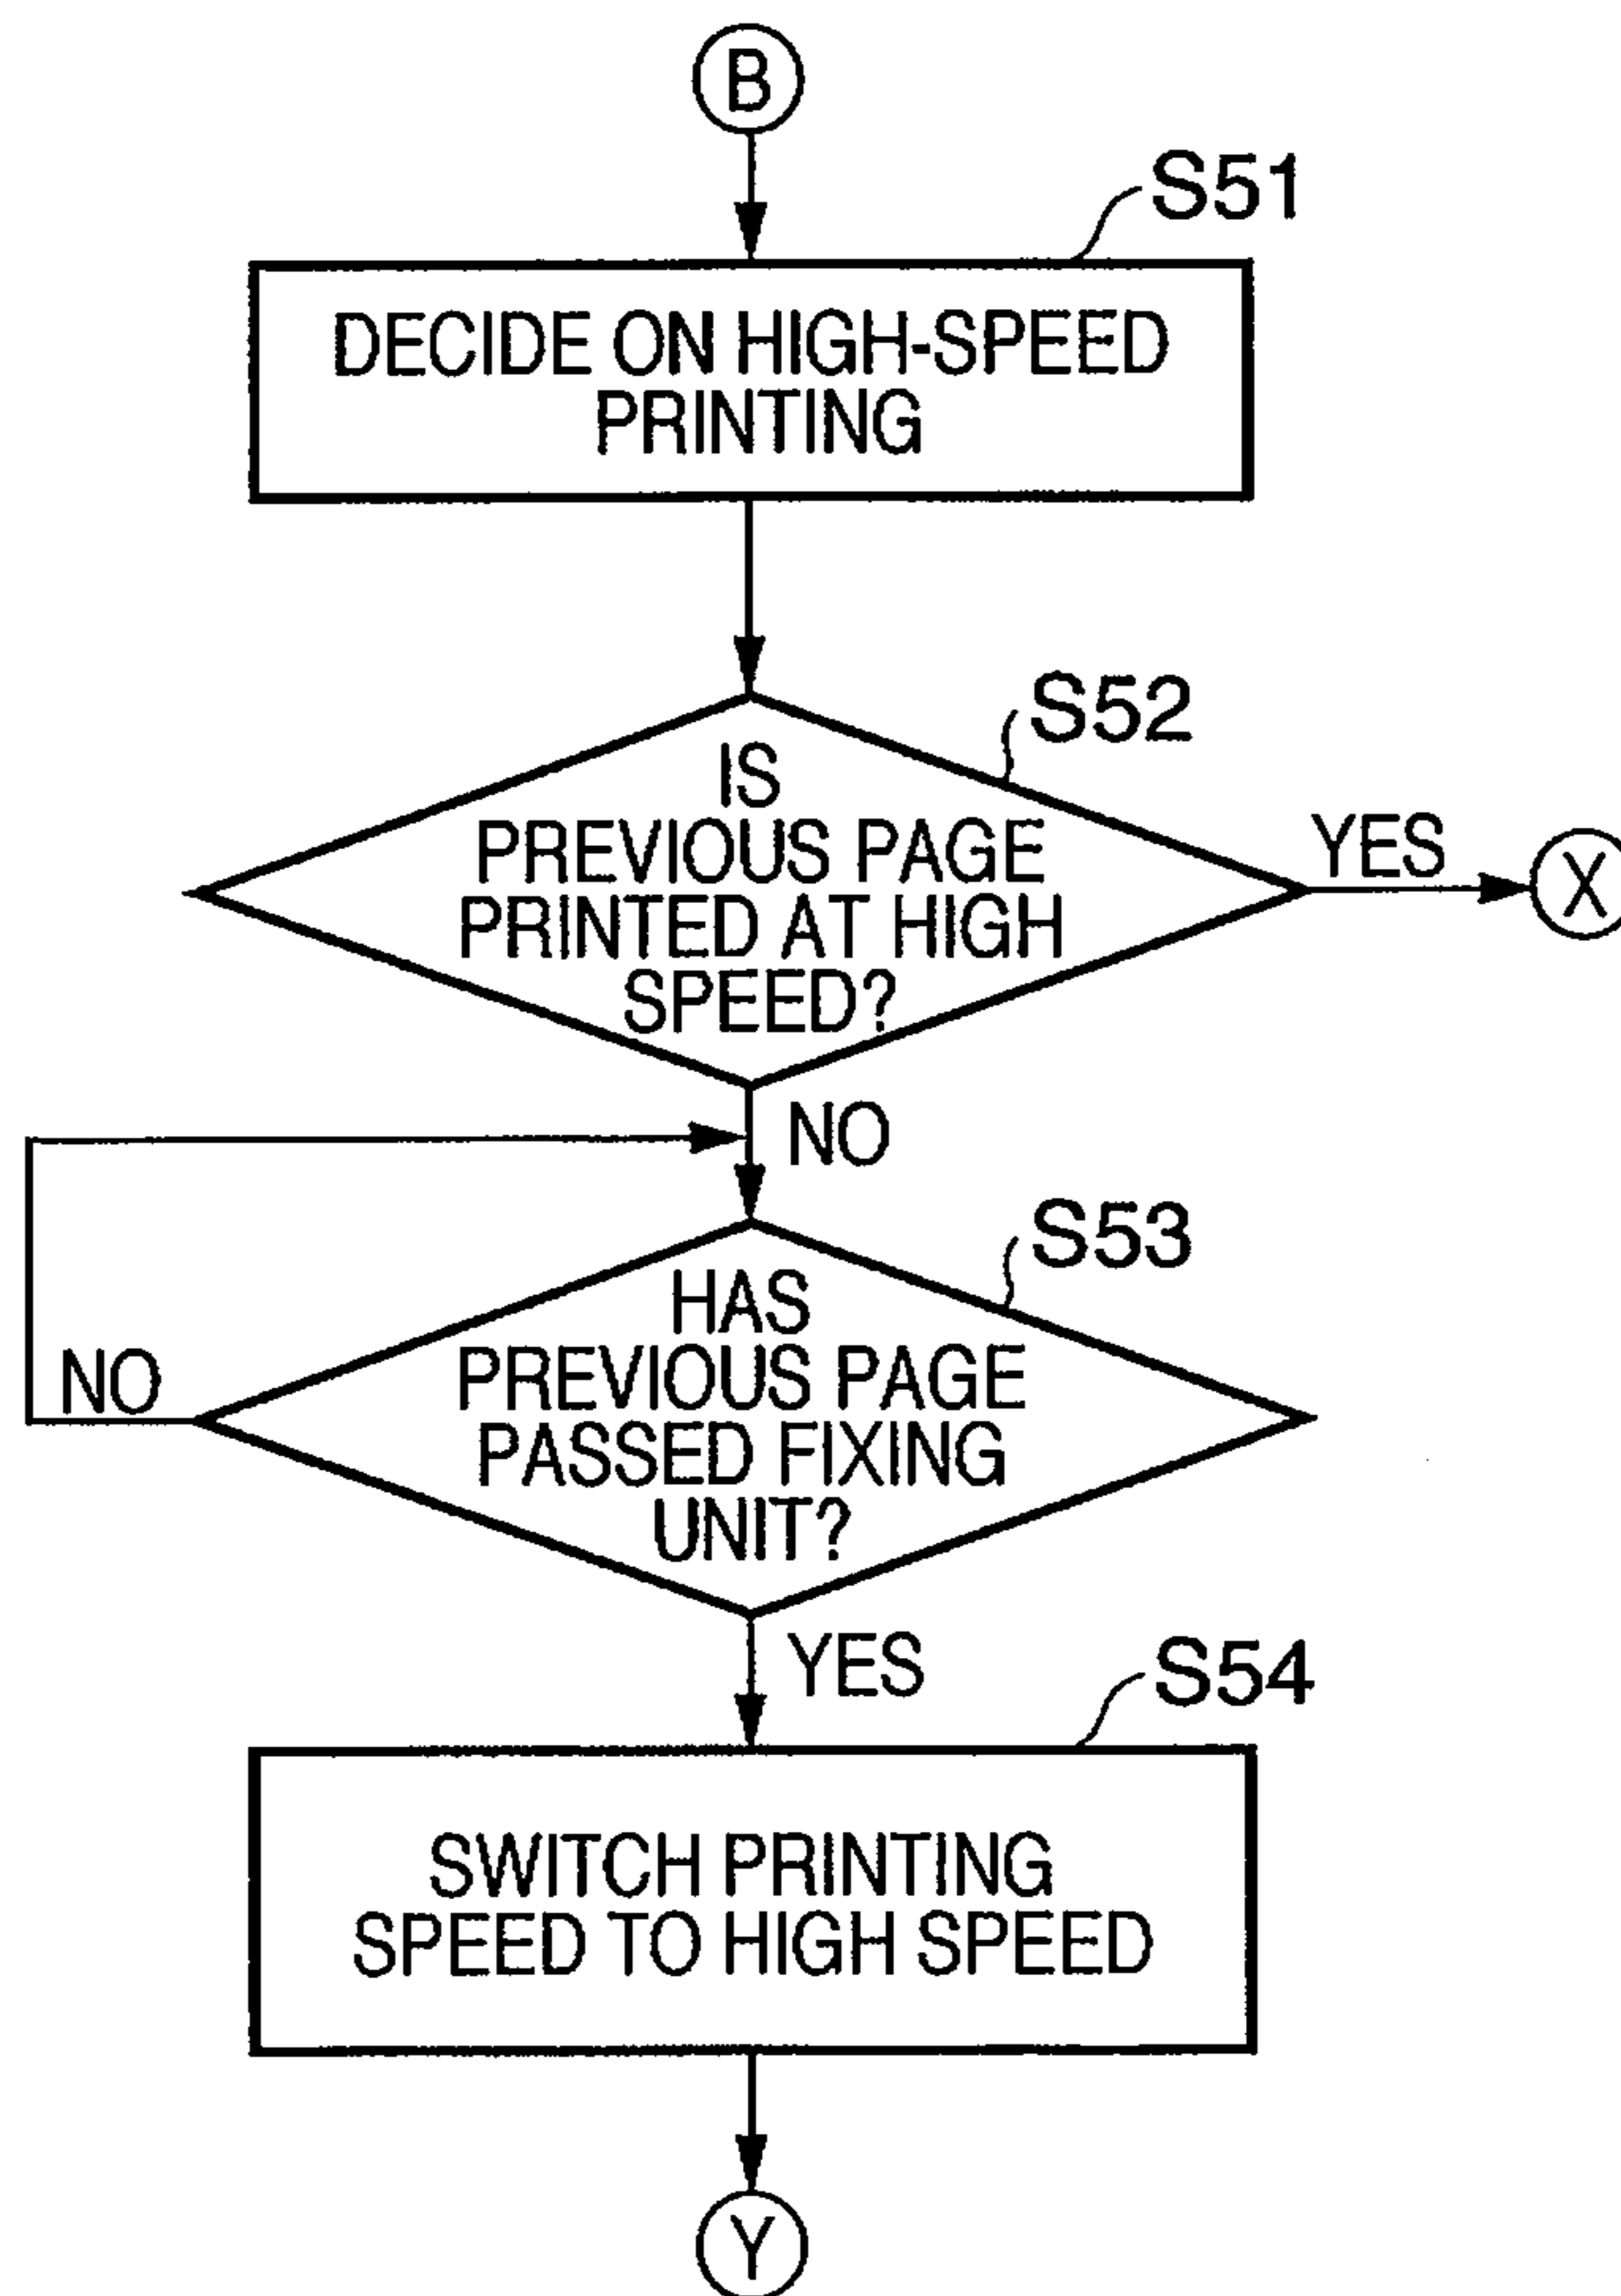 B
S51
DECIDE ON HIGH-SPEED
PRINTING
S52
IS
PREVIOUS PAGE
PRINTED AT HIGH
SPEED?
YES
X
NO
S53
HAS
PREVIOUS PAGE
PASSED FIXING
UNIT?
NO
YES
S54
SWITCH PRINTING
SPEED TO HIGH SPEED
Y